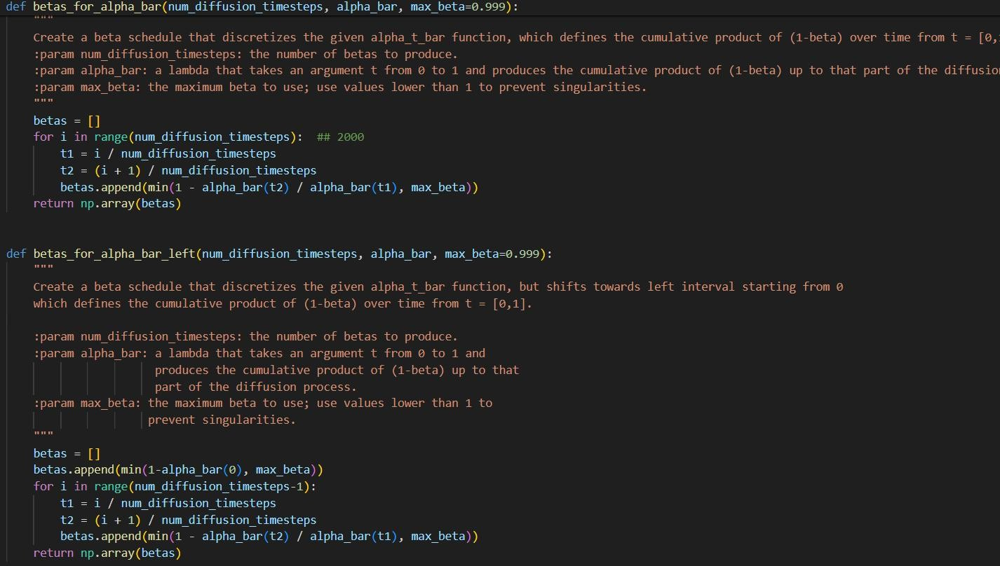 def betas_for_alpha_bar(num_diffusion_timesteps, alpha_bar, max_beta=0.999):
"""
Create a beta schedule that discretizes the given alpha_t_bar function, which defines the cumulative product of (1-beta) over time from t = [0,
:param num_diffusion_timesteps: the number of betas to produce.
:param alpha_bar: a lambda that takes an argument t from 0 to 1 and produces the cumulative product of (1-beta) up to that part of the diffusio
:param max_beta: the maximum beta to use; use values lower than 1 to prevent singularities.
"""
betas = []
for i in range(num_diffusion_timesteps):  ## 2000
t1 = i / num_diffusion_timesteps
t2 = (i + 1) / num_diffusion_timesteps
betas.append(min(1 - alpha_bar(t2) / alpha_bar(t1), max_beta))
return np.array(betas)
def betas_for_alpha_bar_left(num_diffusion_timesteps, alpha_bar, max_beta=0.999):
"""
Create a beta schedule that discretizes the given alpha_t_bar function, but shifts towards left interval starting from 0
which defines the cumulative product of (1-beta) over time from t = [0,1].
:param num_diffusion_timesteps: the number of betas to produce.
:param alpha_bar: a lambda that takes an argument t from 0 to 1 and
produces the cumulative product of (1-beta) up to that
part of the diffusion process.
:param max_beta: the maximum beta to use; use values lower than 1 to
prevent singularities.
"""
betas = []
betas.append(min(1-alpha_bar(0), max_beta))
for i in range(num_diffusion_timesteps-1):
t1 = i / num_diffusion_timesteps
t2 = (i + 1) / num_diffusion_timesteps
betas.append(min(1 - alpha_bar(t2) / alpha_bar(t1), max_beta))
return np.array(betas)